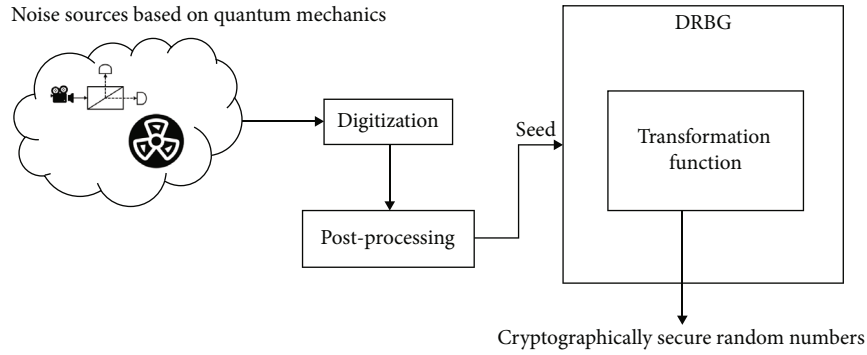 Noise sources based on quantum mechanics
Digitization
Post-processing
Seed
DRBG
Transformation
function
Cryptographically secure random numbers